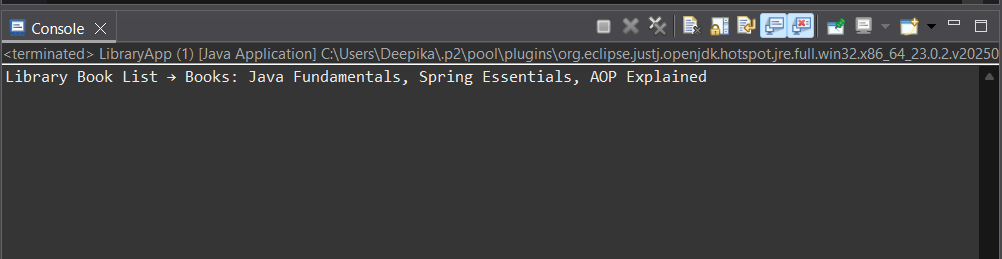 Console
<terminated> LibraryApp (1) [Java Application] C:\Users\Deepika\.p2\pool\plugins\org.eclipse.justj.openjdk.hotspot.jre.full.win32.x86_64_23.0.2.v20250
Library Book List → Books: Java Fundamentals, Spring Essentials, AOP Explained